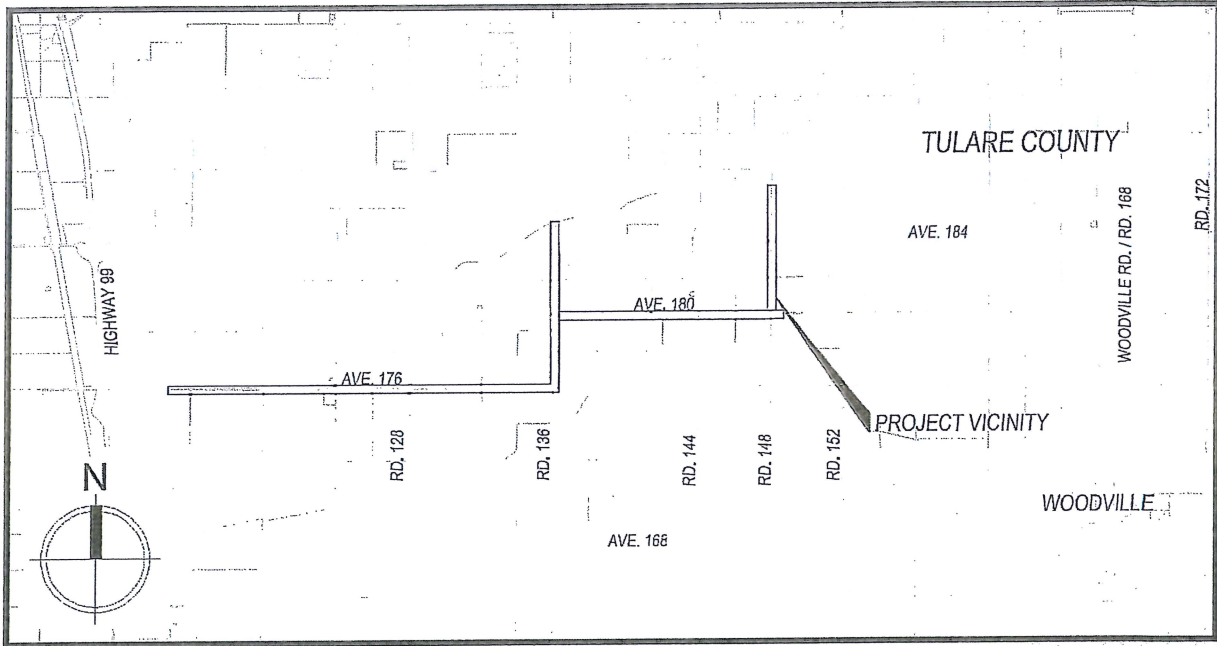 TULARE COUNTY
WOODVILLE RD. / RD. 168
RD. 172
AVE. 184
HIGHWAY 99
AVE. 180
AVE. 176
PROJECT VICINITY
RD. 128
RD. 136
RD. 144
RD. 148
RD. 152
N
WOODVILLE
AVE. 168